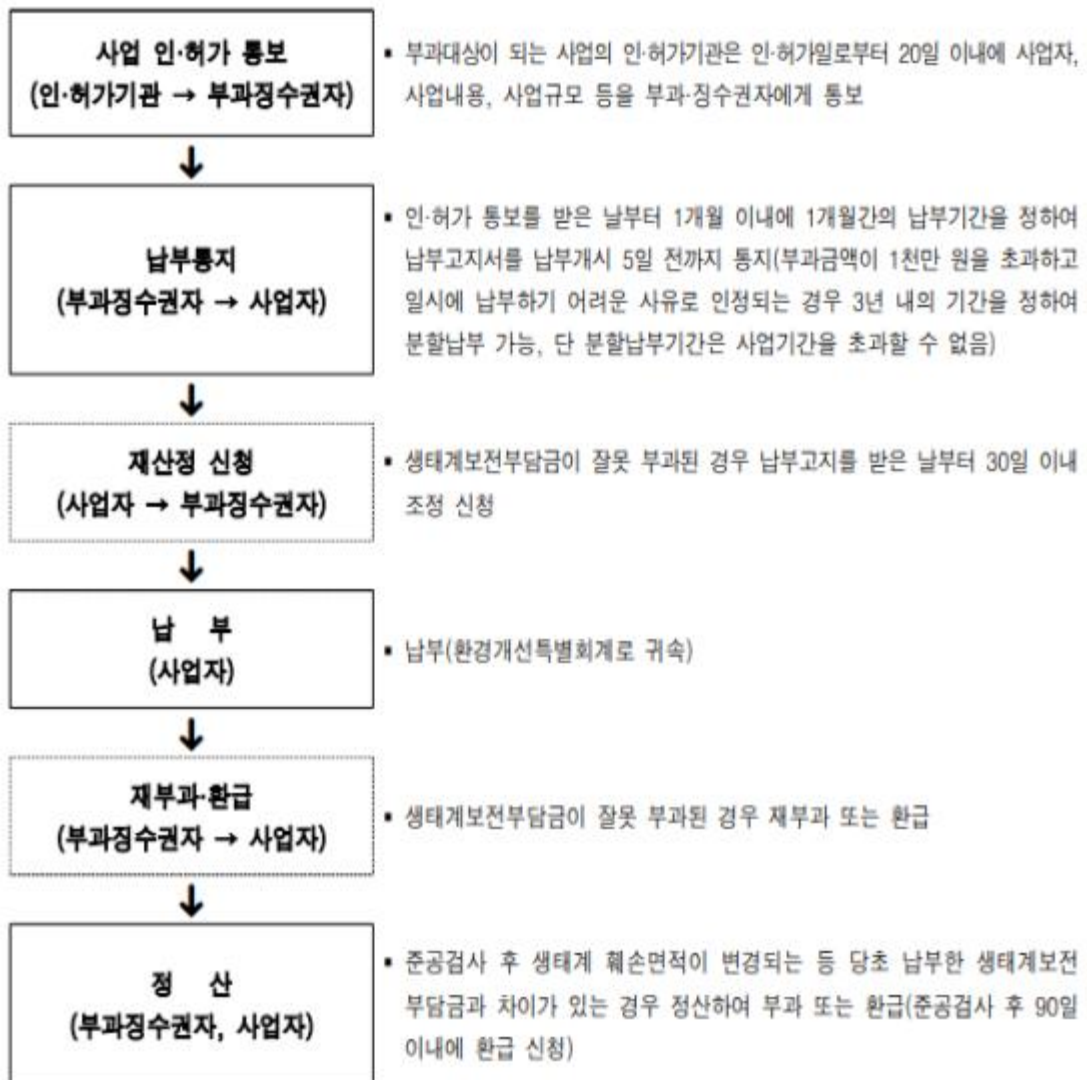 사업 인·허가 통보
(인·허가기관 → 부과징수권자)
▪ 부과대상이 되는 사업의 인·허가기관은 인·허가일로부터 20일 이내에 사업자,
사업내용, 사업규모 등을 부과·징수권자에게 통보
↓
납부통지
(부과징수권자 → 사업자)
▪ 인·허가 통보를 받은 날부터 1개월 이내에 1개월간의 납부기간을 정하여
납부고지서를 납부개시 5일 전까지 통지(부과금액이 1천만 원을 초과하고
일시에 납부하기 어려운 사유로 인정되는 경우 3년 내의 기간을 정하여
분할납부 가능, 단 분할납부기간은 사업기간을 초과할 수 없음)
↓
재산정 신청
(사업자 → 부과징수권자)
▪ 생태계보전부담금이 잘못 부과된 경우 납부고지를 받은 날부터 30일 이내
조정 신청
↓
납 부
(사업자)
▪ 납부(환경개선특별회계로 귀속)
↓
재부과·환급
(부과징수권자 → 사업자)
▪ 생태계보전부담금이 잘못 부과된 경우 재부과 또는 환급
↓
정 산
(부과징수권자, 사업자)
▪ 준공검사 후 생태계 훼손면적이 변경되는 등 당초 납부한 생태계보전
부담금과 차이가 있는 경우 정산하여 부과 또는 환급(준공검사 후 90일
이내에 환급 신청)